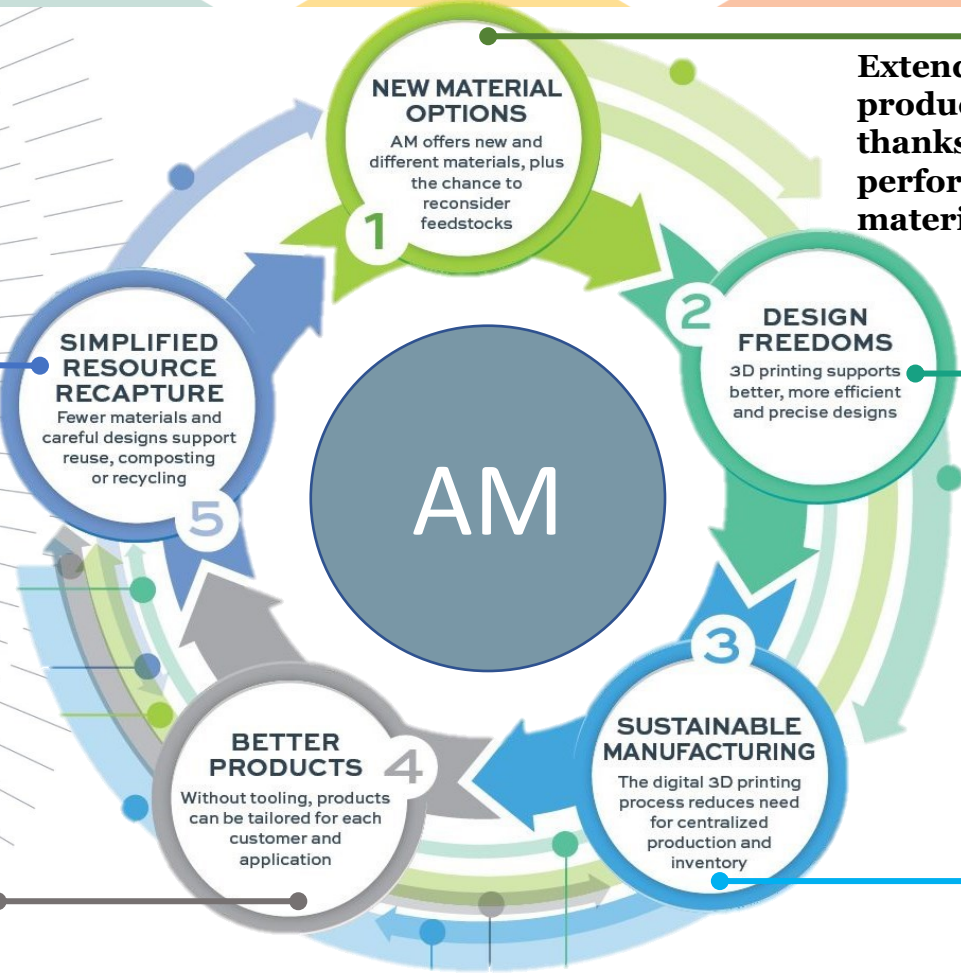 NEW MATERIAL
OPTIONS
AM offers new and
different materials, plus
the chance to
reconsider
feedstocks
1
thanks
2
DESIGN
FREEDOMS
3D printing supports
better, more efficient
and precise designs
3
SUSTAINABLE
MANUFACTURING
The digital 3D printing
process reduces need
for centralized
production and
inventory
4
BETTER
PRODUCTS
Without tooling, products
can be tailored for each
customer and
application
5
SIMPLIFIED
RESOURCE
RECAPTURE
Fewer materials and
careful designs support
reuse, composting
or recycling
AM